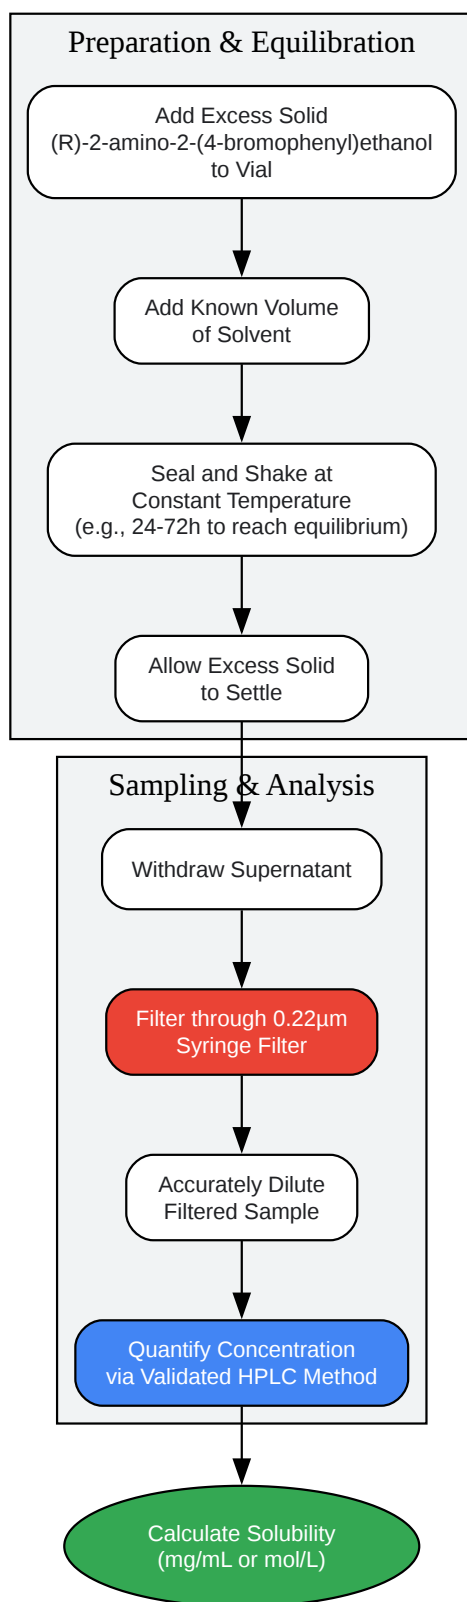 Preparation & Equilibration
Add Excess Solid
(R)-2-amino-2-(4-bromophenyl)ethanol
to Vial
Add Known Volume
of Solvent
Seal and Shake at
Constant Temperature
(e.g., 24-72h to reach equilibrium)
Allow Excess Solid
to Settle
Sampling & Analysis
Withdraw Supernatant
Filter through 0.22µm
Syringe Filter
Accurately Dilute
Filtered Sample
Quantify Concentration
via Validated HPLC Method
Calculate Solubility
(mg/mL or mol/L)